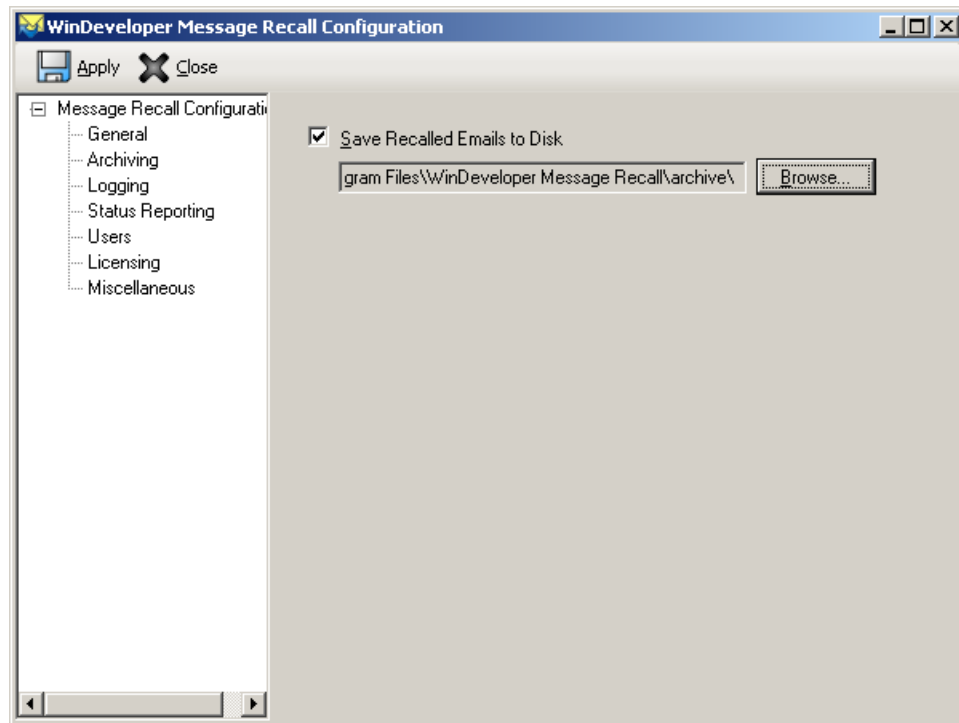 WinDeveloper Message Recall Configuration
Apply Close
Message Recall Configurati
General
Archiving
Logging
Status Reporting
Users
Licensing
Miscellaneous
Save Recalled Emails to Disk
gram Files\WinDeveloper Message Recall\archive\
Browse...